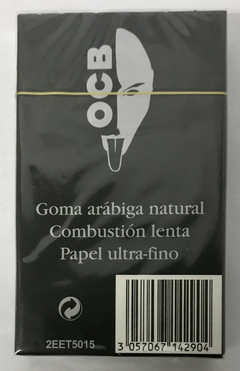 OCB
Goma arábiga natural
Combustión lenta
Papel ultra-fino
2EET5015
3 057067 142904